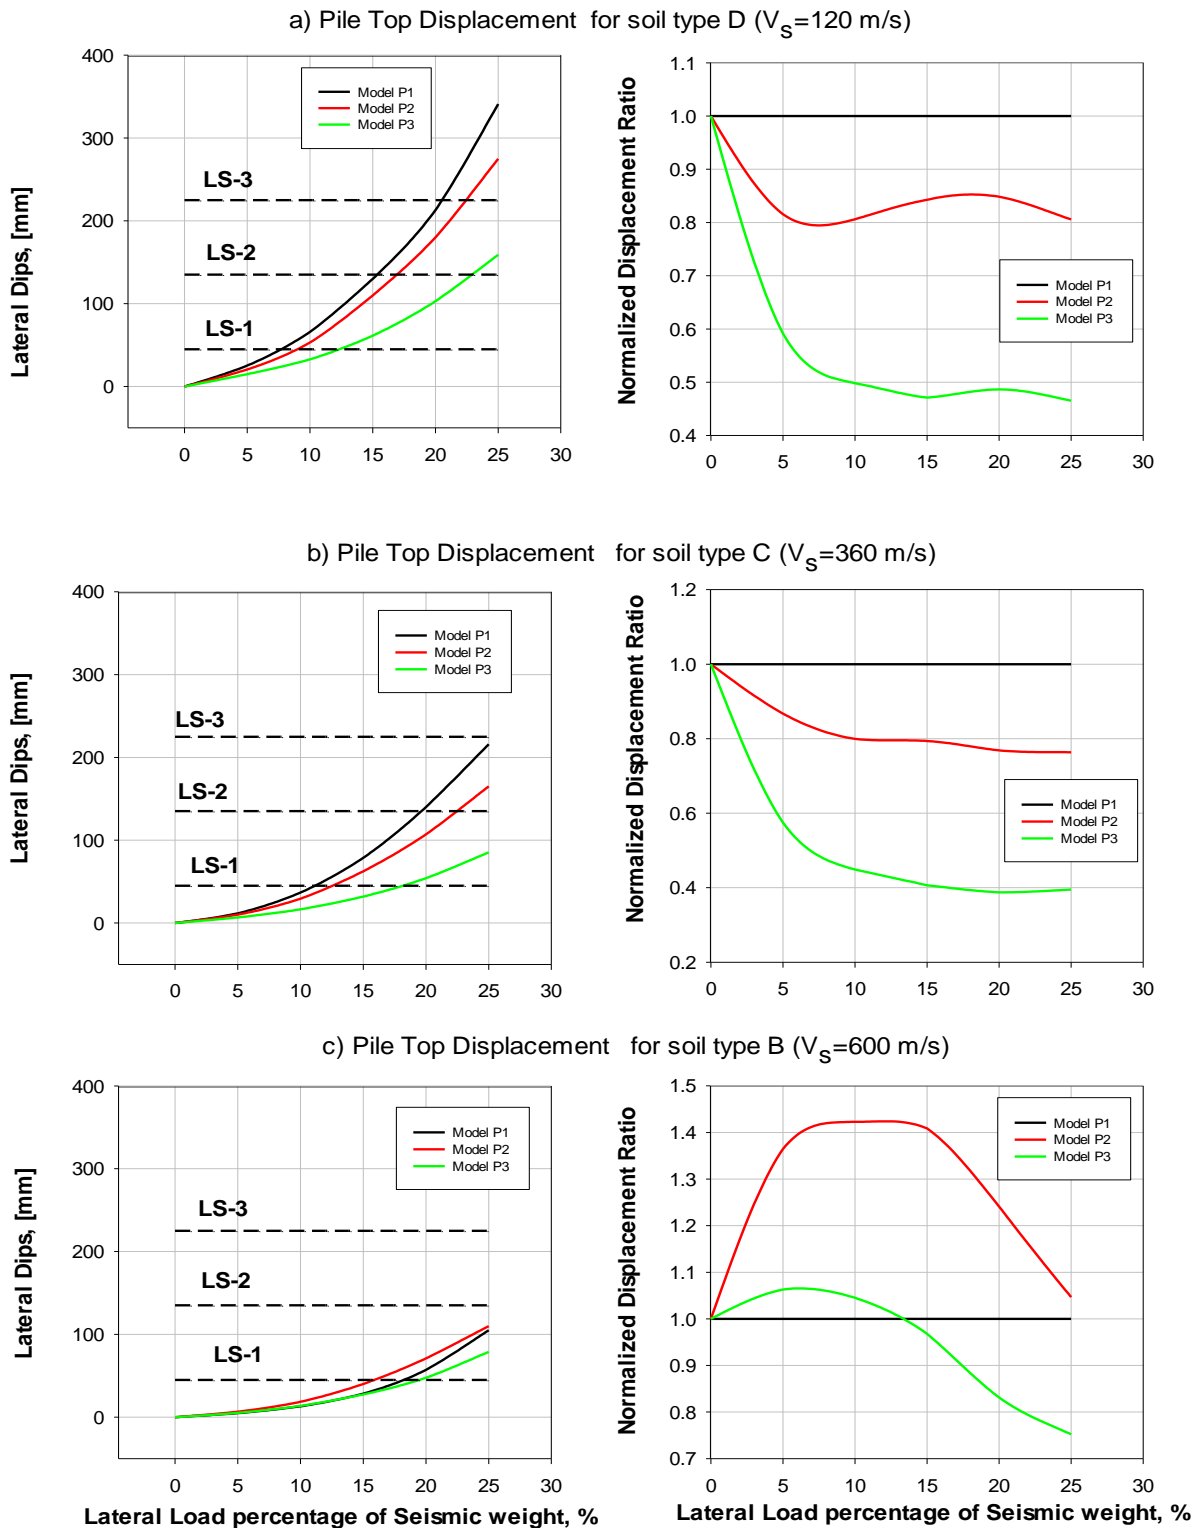 a) Pile Top Displacement for soil type D (VS=120 m/s)
400
300
200
100
0
Lateral Dips, [mm]
LS-3
LS-2
LS-1
Model P1
Model P2
Model P3
0 5 10 15 20 25 30
1.1
1.0
0.9
0.8
0.7
0.6
0.5
0.4
Normalized Displacement Ratio
Model P1
Model P2
Model P3
0 5 10 15 20 25 30
b) Pile Top Displacement for soil type C (VS=360 m/s)
400
300
200
100
0
Lateral Dips, [mm]
LS-3
LS-2
LS-1
Model P1
Model P2
Model P3
0 5 10 15 20 25 30
1.2
1.0
0.8
0.6
0.4
0.2
Normalized Displacement Ratio
Model P1
Model P2
Model P3
0 5 10 15 20 25 30
c) Pile Top Displacement for soil type B (VS=600 m/s)
400
300
200
100
0
Lateral Dips, [mm]
LS-3
LS-2
LS-1
Model P1
Model P2
Model P3
0 5 10 15 20 25 30
Lateral Load percentage of Seismic weight, %
1.5
1.4
1.3
1.2
1.1
1.0
0.9
0.8
0.7
Normalized Displacement Ratio
Model P1
Model P2
Model P3
0 5 10 15 20 25 30
Lateral Load percentage of Seismic weight, %